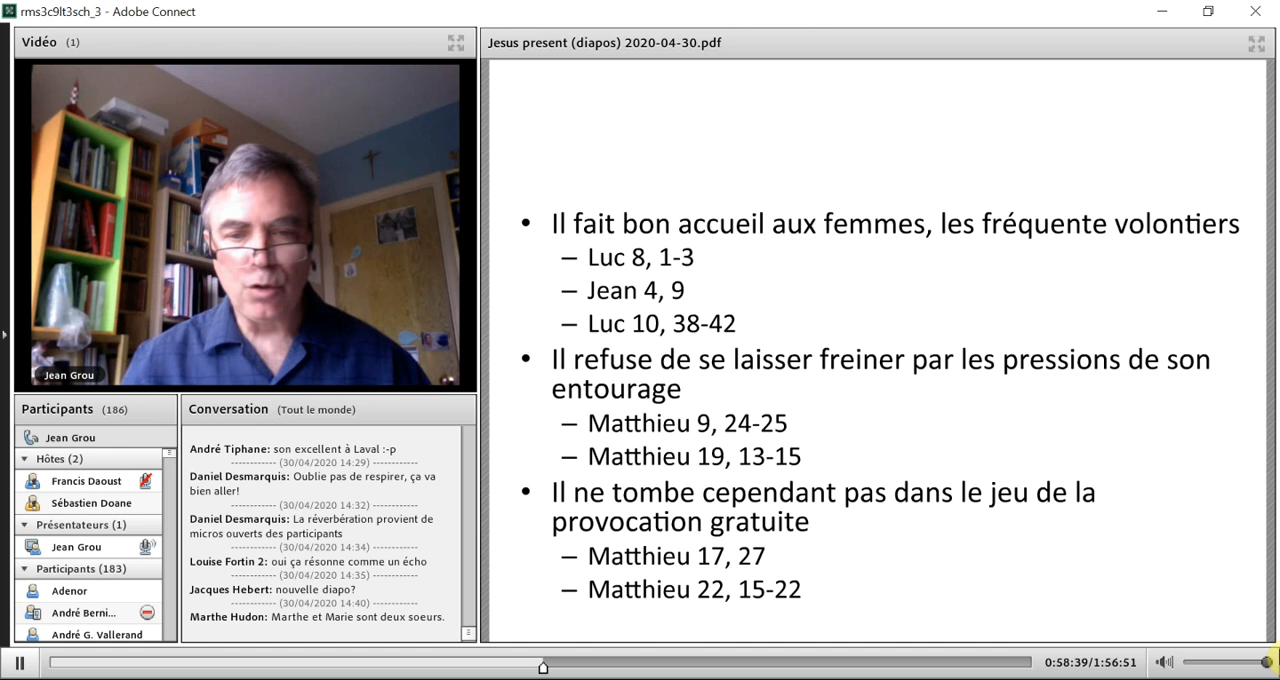 rms3c9lt3sch_3 - Adobe Connect
Vidéo (1)
Jean Grou
Participants (186)
Jean Grou
Hôtes (2)
Francis Daoust
Sébastien Doane
Présentateurs (1)
Jean Grou
Participants (183)
Adenor
André Berni...
André G. Vallerand
Conversation (Tout le monde)
André Tiphane: son excellent à Laval :-p
------------ (30/04/2020 14:29) ------------
Daniel Desmarquis: Oublie pas de respirer, ça va
bien aller!
------------ (30/04/2020 14:32) ------------
Daniel Desmarquis: La réverbération provient de
micros ouverts des participants
------------ (30/04/2020 14:34) ------------
Louise Fortin 2: oui ça résonne comme un écho
------------ (30/04/2020 14:35) ------------
Jacques Hebert: nouvelle diapo?
------------ (30/04/2020 14:40) ------------
Marthe Hudon: Marthe et Marie sont deux soeurs.
Jesus present (diapos) 2020-04-30.pdf
• Il fait bon accueil aux femmes, les fréquente volontiers
– Luc 8, 1-3
– Jean 4, 9
– Luc 10, 38-42
• Il refuse de se laisser freiner par les pressions de son
entourage
– Matthieu 9, 24-25
– Matthieu 19, 13-15
• Il ne tombe cependant pas dans le jeu de la
provocation gratuite
– Matthieu 17, 27
– Matthieu 22, 15-22
0:58:39/1:56:51